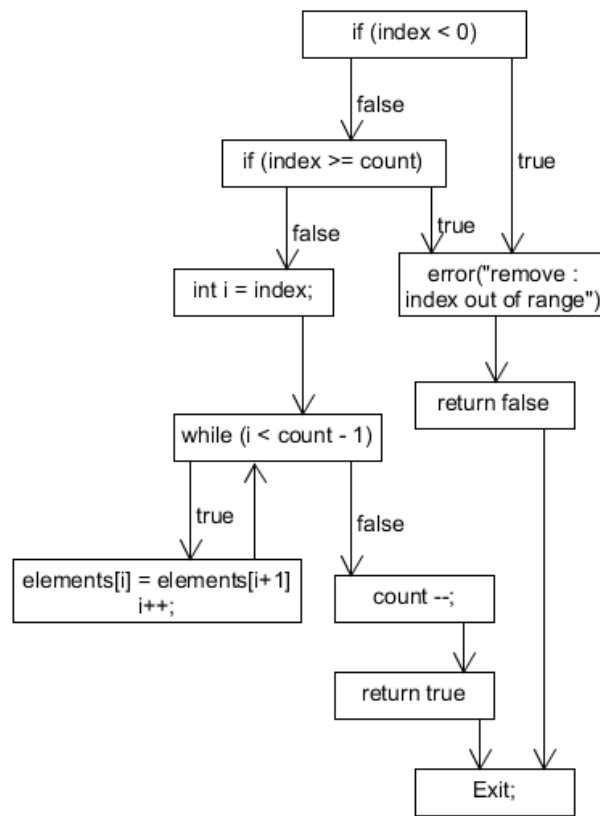 if (index < 0)
false
true
if (index >= count)
false
true
int i = index;
error("remove :
index out of range")
return false
while (i < count - 1)
true
false
elements[i] = elements[i+1]
i++;
count --;
return true
Exit;